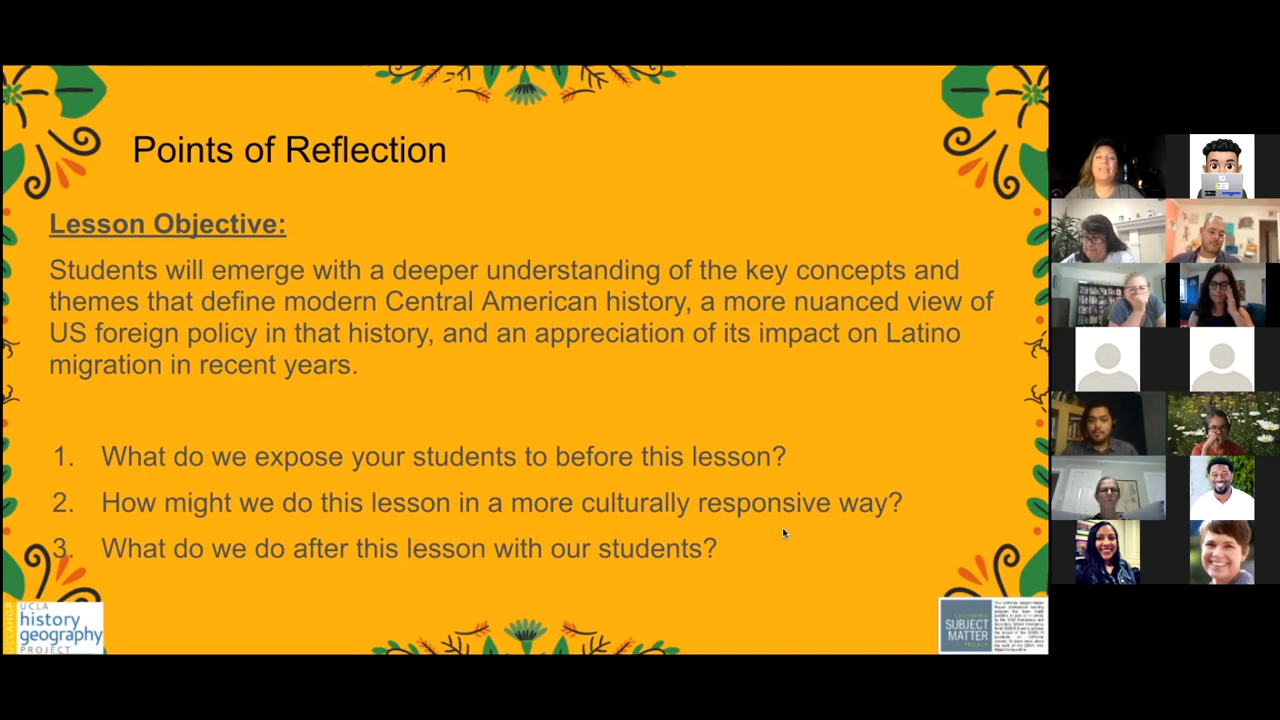 Points of Reflection
Lesson Objective:
Students will emerge with a deeper understanding of the key concepts and
themes that define modern Central American history, a more nuanced view of
US foreign policy in that history, and an appreciation of its impact on Latino
migration in recent years.
1. What do we expose your students to before this lesson?
2. How might we do this lesson in a more culturally responsive way?
3. What do we do after this lesson with our students?
UCLAHGP
UCLA
history
geography
PROJECT
CALIFORNIA
SUBJECT
MATTER
PROJECT